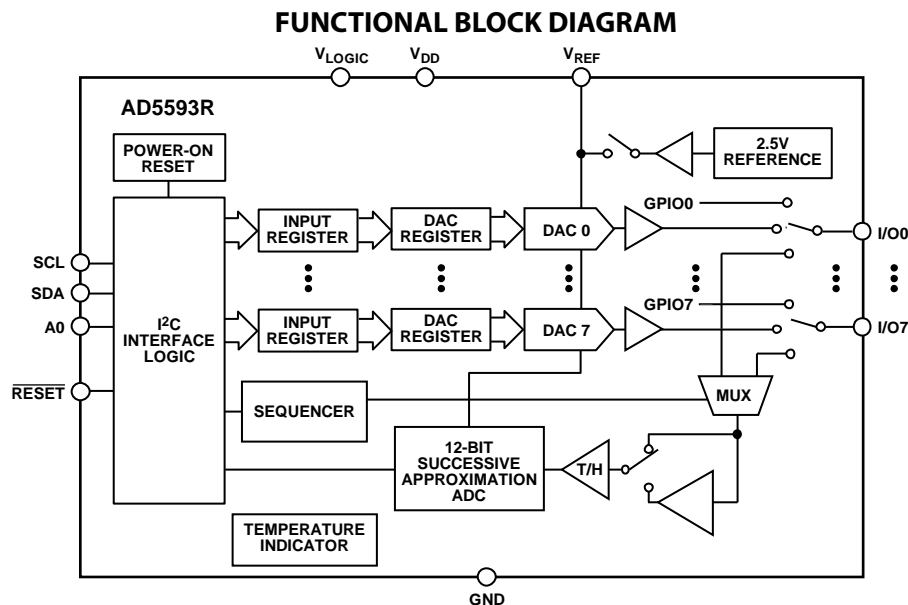 FUNCTIONAL BLOCK DIAGRAM
VLOGIC
VDD
VREF
AD5593R
POWER-ON
RESET
2.5V
REFERENCE
GPIO0
INPUT
REGISTER
DAC
REGISTER
DAC 0
I/O0
SCL
SDA
A0
RESET
I2C
INTERFACE
LOGIC
GPIO7
INPUT
REGISTER
DAC
REGISTER
DAC 7
I/O7
SEQUENCER
MUX
12-BIT
SUCCESSIVE
APPROXIMATION
ADC
T/H
TEMPERATURE
INDICATOR
GND